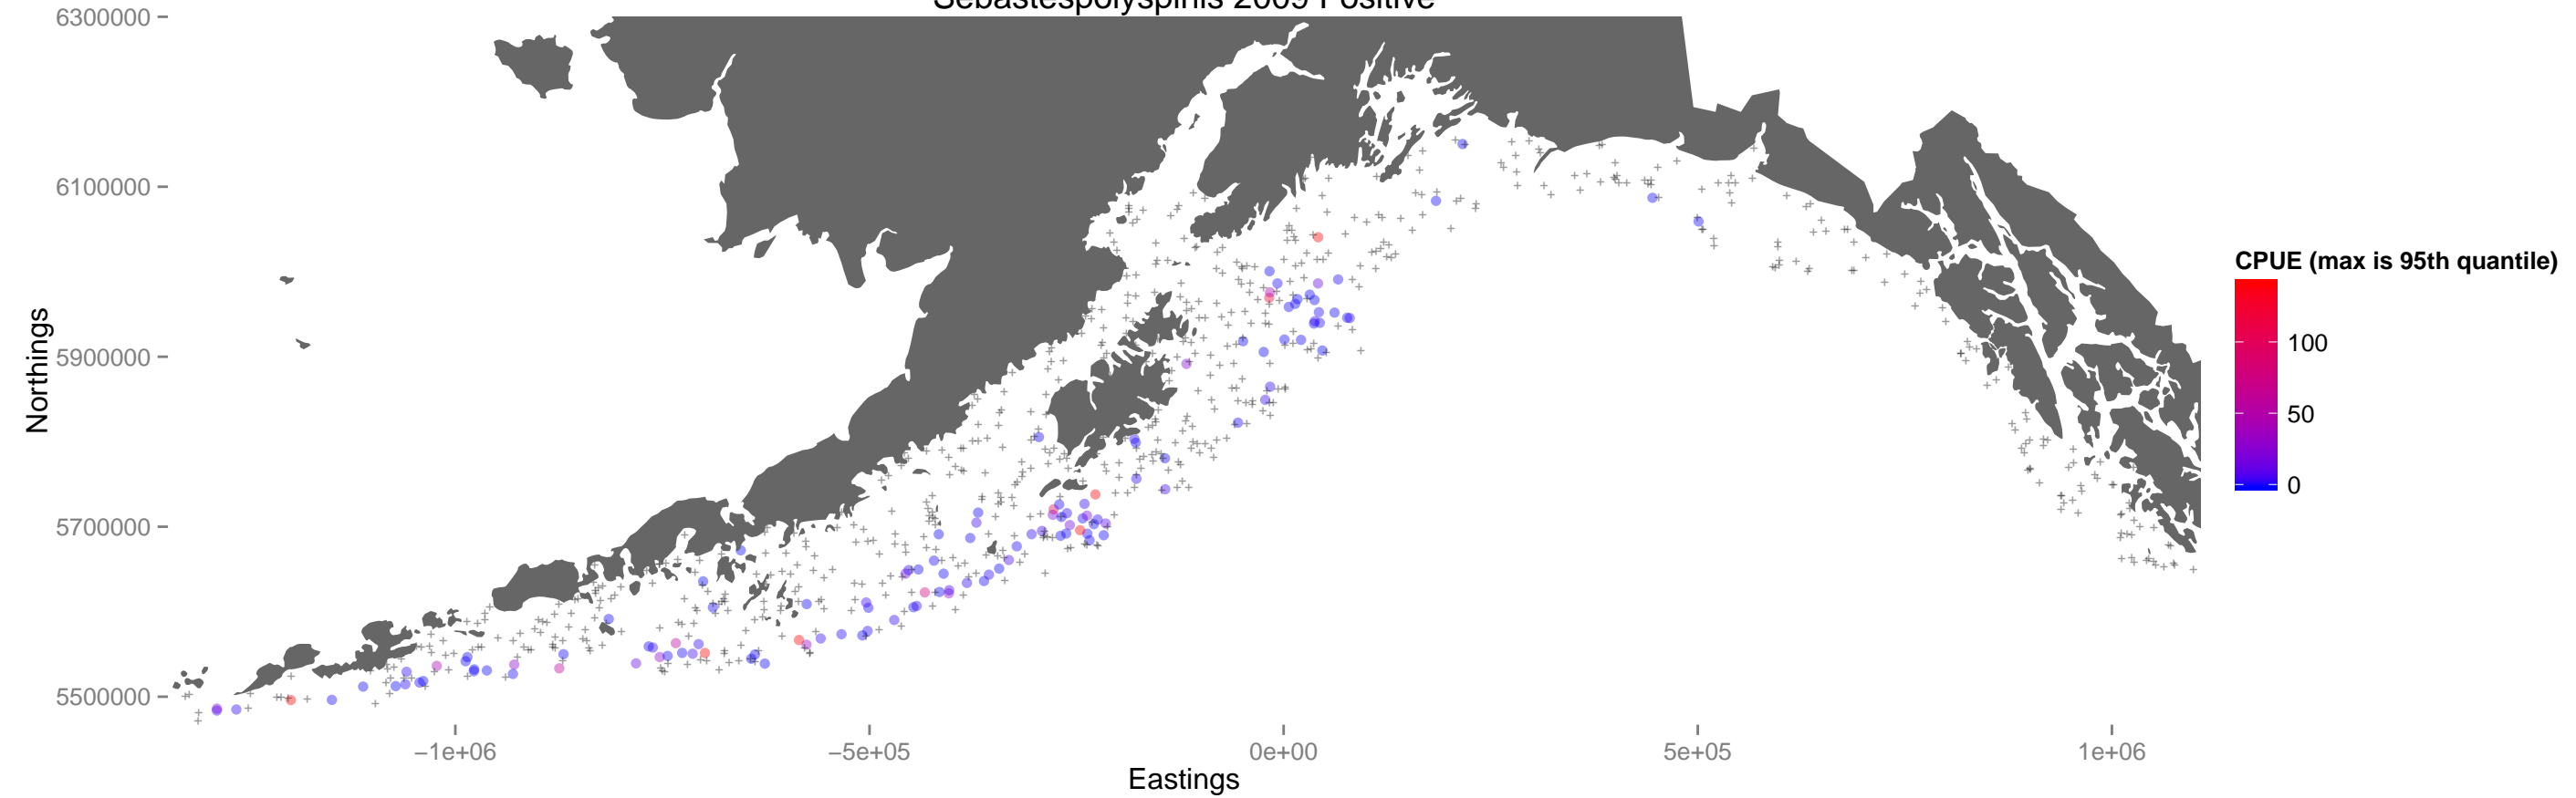 Sebastespolyspinis 2009 Positive
6300000
6100000
5900000
5700000
5500000
Northings
−1e+06
−5e+05
0e+00
5e+05
1e+06
Eastings
CPUE (max is 95th quantile)
100
50
0